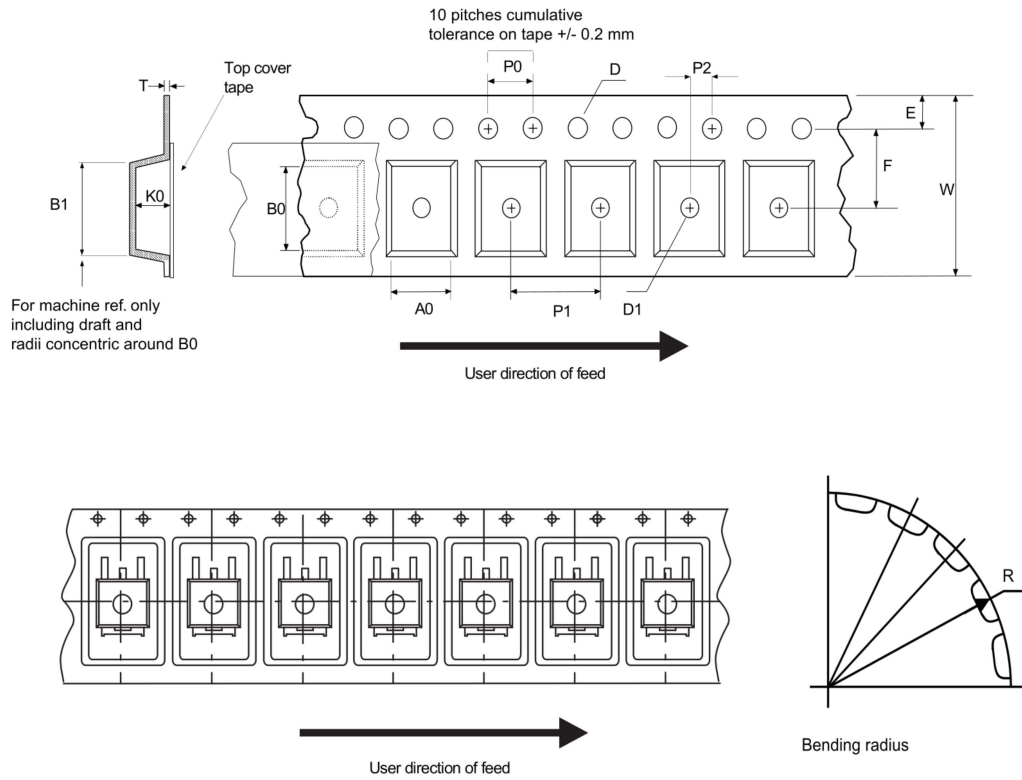 10 pitches cumulative
tolerance on tape +/- 0.2 mm
P0
D
P2
T
Top cover
tape
E
F
W
B1
K0
B0
For machine ref. only
including draft and
radii concentric around B0
A0
P1
D1
User direction of feed
R
Bending radius
User direction of feed